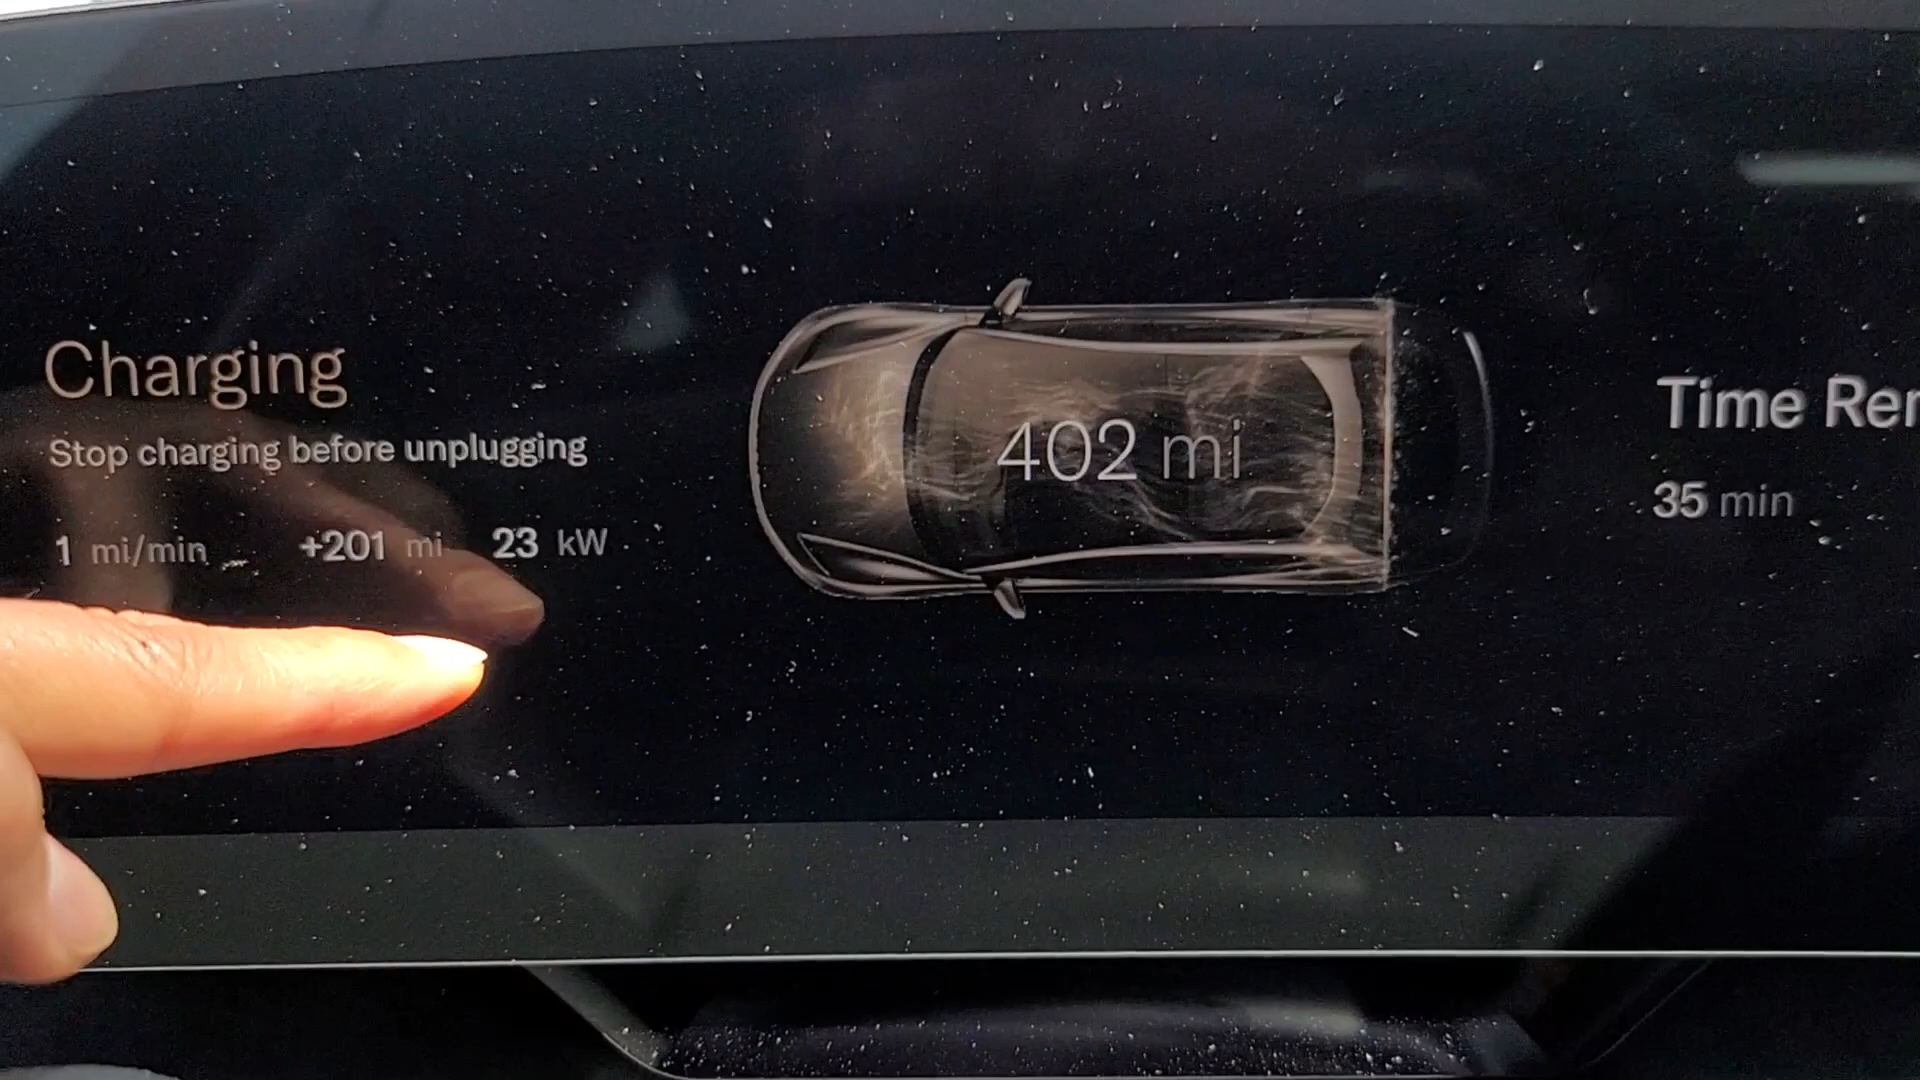 Charging
Stop charging before unplugging
1 mi/min +201 mi 23 kW
402 mi
Time Rer
35 min